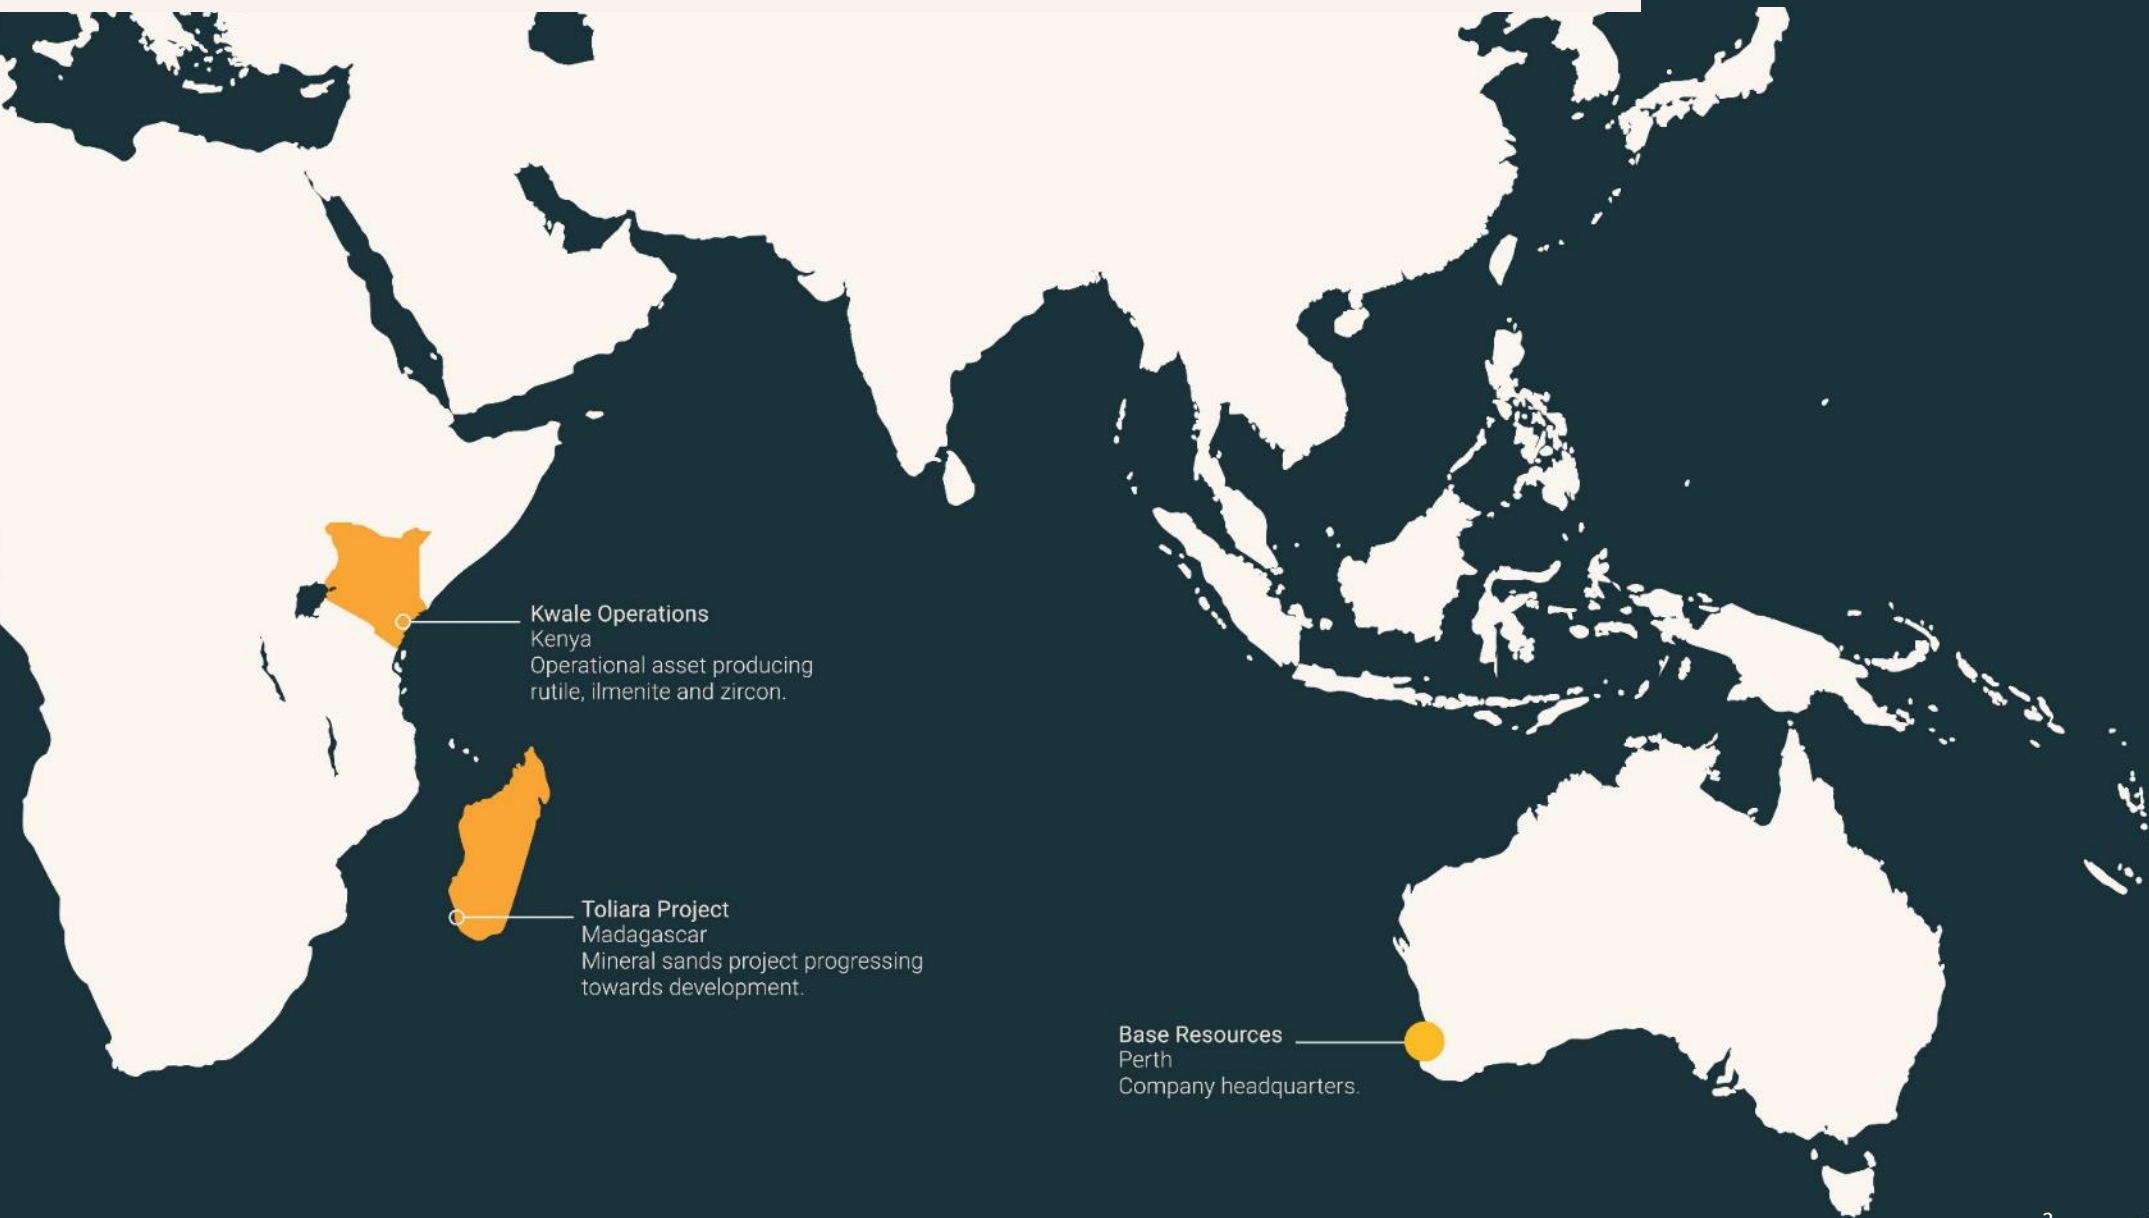 Kwale Operations
Kenya
Operational asset producing
rutile, ilmenite and zircon.
Toliara Project
Madagascar
Mineral sands project progressing
towards development.
Base Resources
Perth
Company headquarters.